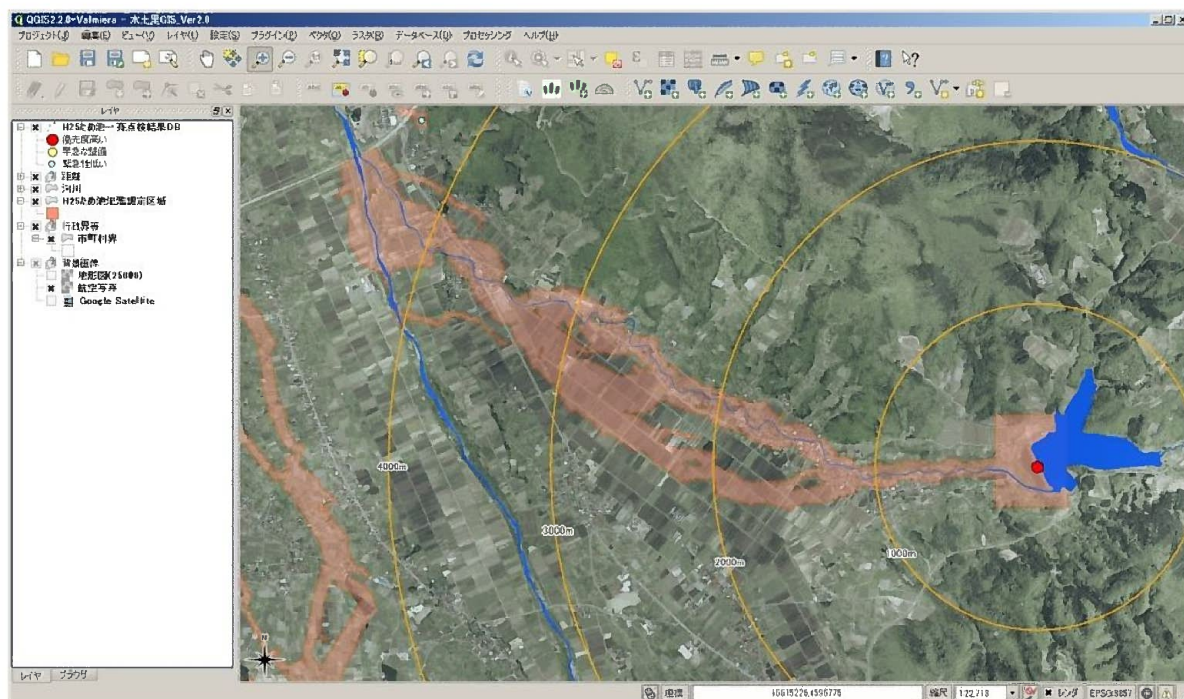 QGIS2.2.0-Valmiera - 水土里GIS_Ver2.0
プロジェクト(J) 編集(E) ビュー(V) レイヤ(L) 設定(S) プラグイン(P) ベクタ(O) ラスタ(R) データベース(D) プロセッシング ヘルプ(H)
レイヤ
H25ため池一斉点検結果DB
優先度高い
早急な整備
緊急性低い
距離
河川
H25ため池氾濫想定区域
行政界等
市町村界
背景画像
地形図(25000)
航空写真
Google Satellite
4000m
3000m
2000m
1000m
N
レイヤ ブラウザ
座標
縮尺
レンダ